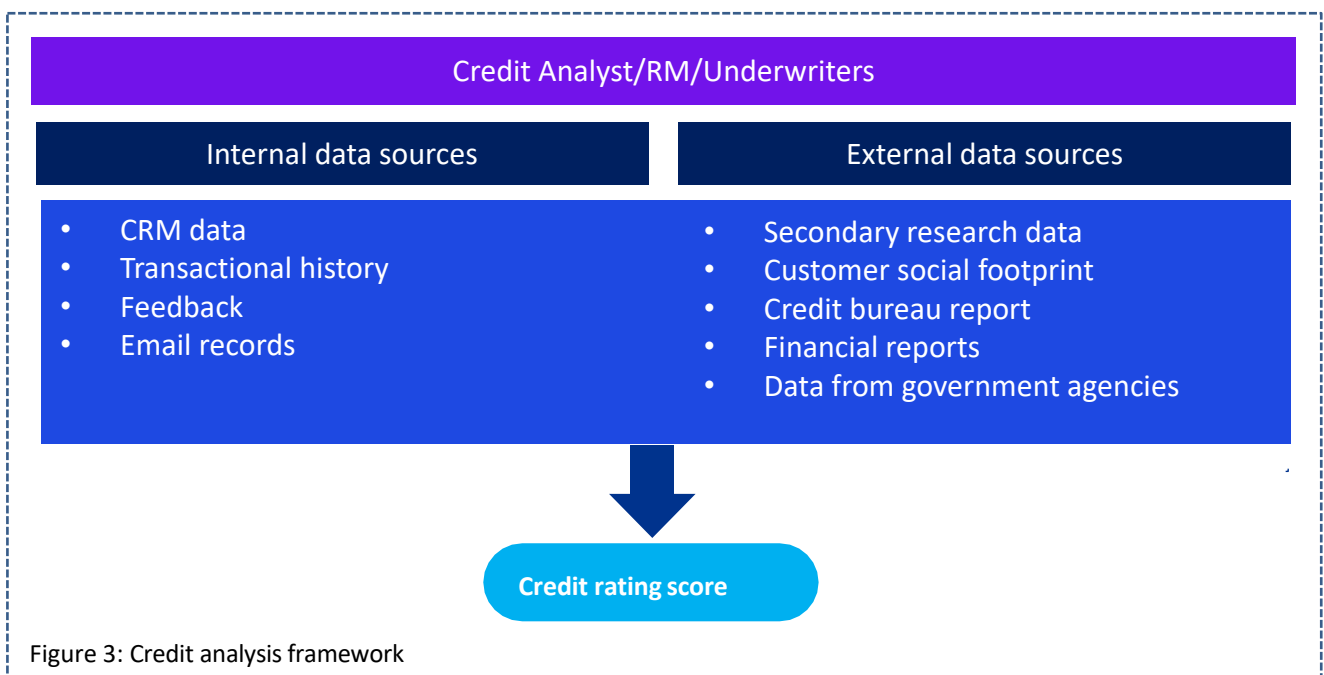 Credit Analyst/RM/Underwriters
Internal data sources
External data sources
• CRM data
• Transactional history
• Feedback
• Email records
• Secondary research data
• Customer social footprint
• Credit bureau report
• Financial reports
• Data from government agencies
Credit rating score
Figure 3: Credit analysis framework